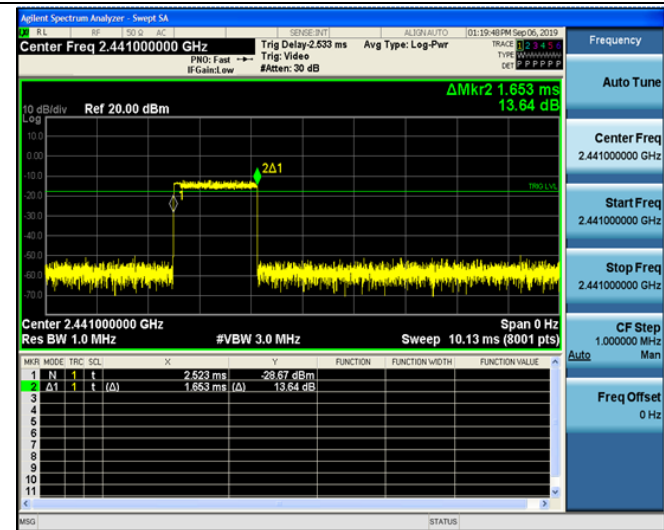 Agilent Spectrum Analyzer - Swept SA
RL RF 50 Ω AC SENSE:INT ALIGN AUTO 01:19:48 PM Sep 06, 2019
Center Freq 2.441000000 GHz
PNO: Fast
IFGain:Low
Trig Delay-2.533 ms
Trig: Video
#Atten: 30 dB
Avg Type: Log-Pwr
TRACE 1 2 3 4 5 6
TYPE
DET P P P P P P
ΔMkr2 1.653 ms
13.64 dB
10 dB/div Ref 20.00 dBm
Log
10.0
0.00
-10.0
-20.0
-30.0
-40.0
-50.0
-60.0
-70.0
2Δ1
1
TRIG LVL
Center 2.441000000 GHz Span 0 Hz
Res BW 1.0 MHz #VBW 3.0 MHz Sweep 10.13 ms (8001 pts)
MKR MODE TRC SCL X Y FUNCTION FUNCTION WIDTH FUNCTION VALUE
1 N 1 t 2.523 ms -28.67 dBm
2 Δ1 1 t (Δ) 1.653 ms (Δ) 13.64 dB
3
4
5
6
7
8
9
10
11
MSG STATUS
Frequency
Auto Tune
Center Freq
2.441000000 GHz
Start Freq
2.441000000 GHz
Stop Freq
2.441000000 GHz
CF Step
1.000000 MHz
Auto Man
Freq Offset
0 Hz